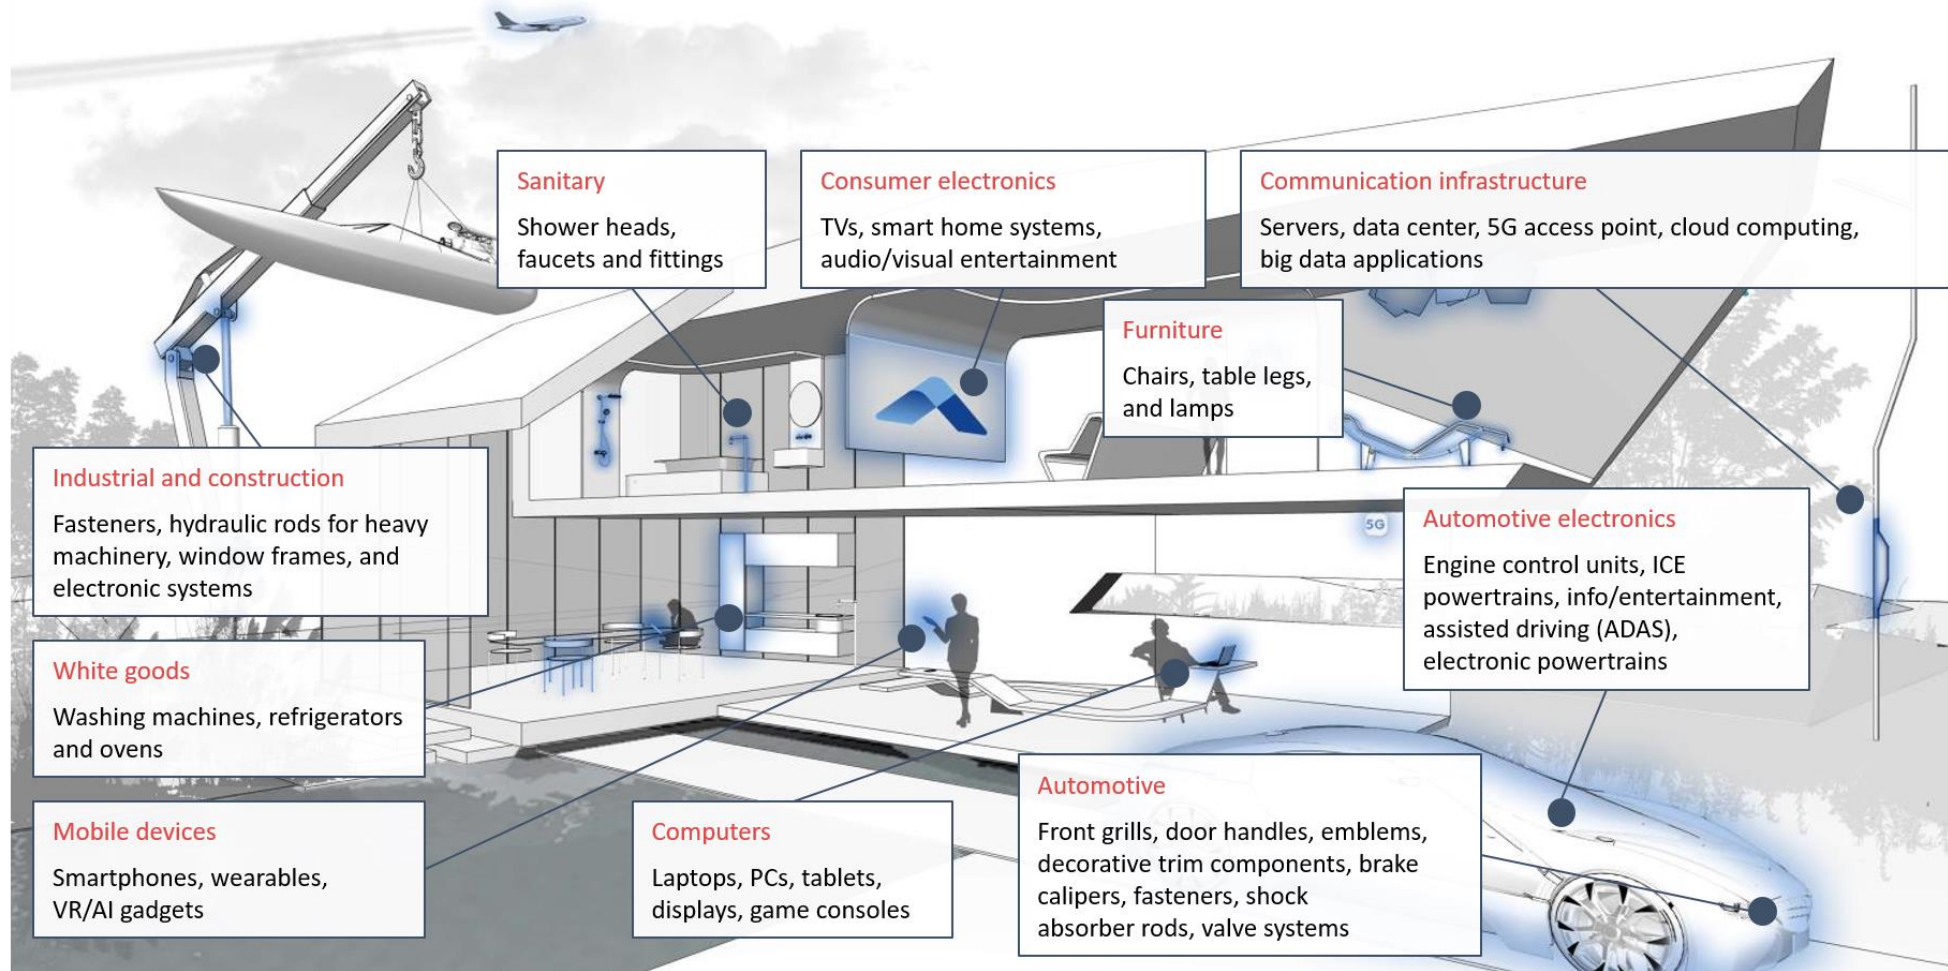 Sanitary
Shower heads,
faucets and fittings
Consumer electronics
TVs, smart home systems,
audio/visual entertainment
Communication infrastructure
Servers, data center, 5G access point, cloud computing,
big data applications
Furniture
Chairs, table legs,
and lamps
Industrial and construction
Fasteners, hydraulic rods for heavy
machinery, window frames, and
electronic systems
5G
Automotive electronics
Engine control units, ICE
powertrains, info/entertainment,
assisted driving (ADAS),
electronic powertrains
White goods
Washing machines, refrigerators
and ovens
Mobile devices
Smartphones, wearables,
VR/AI gadgets
Computers
Laptops, PCs, tablets,
displays, game consoles
Automotive
Front grills, door handles, emblems,
decorative trim components, brake
calipers, fasteners, shock
absorber rods, valve systems